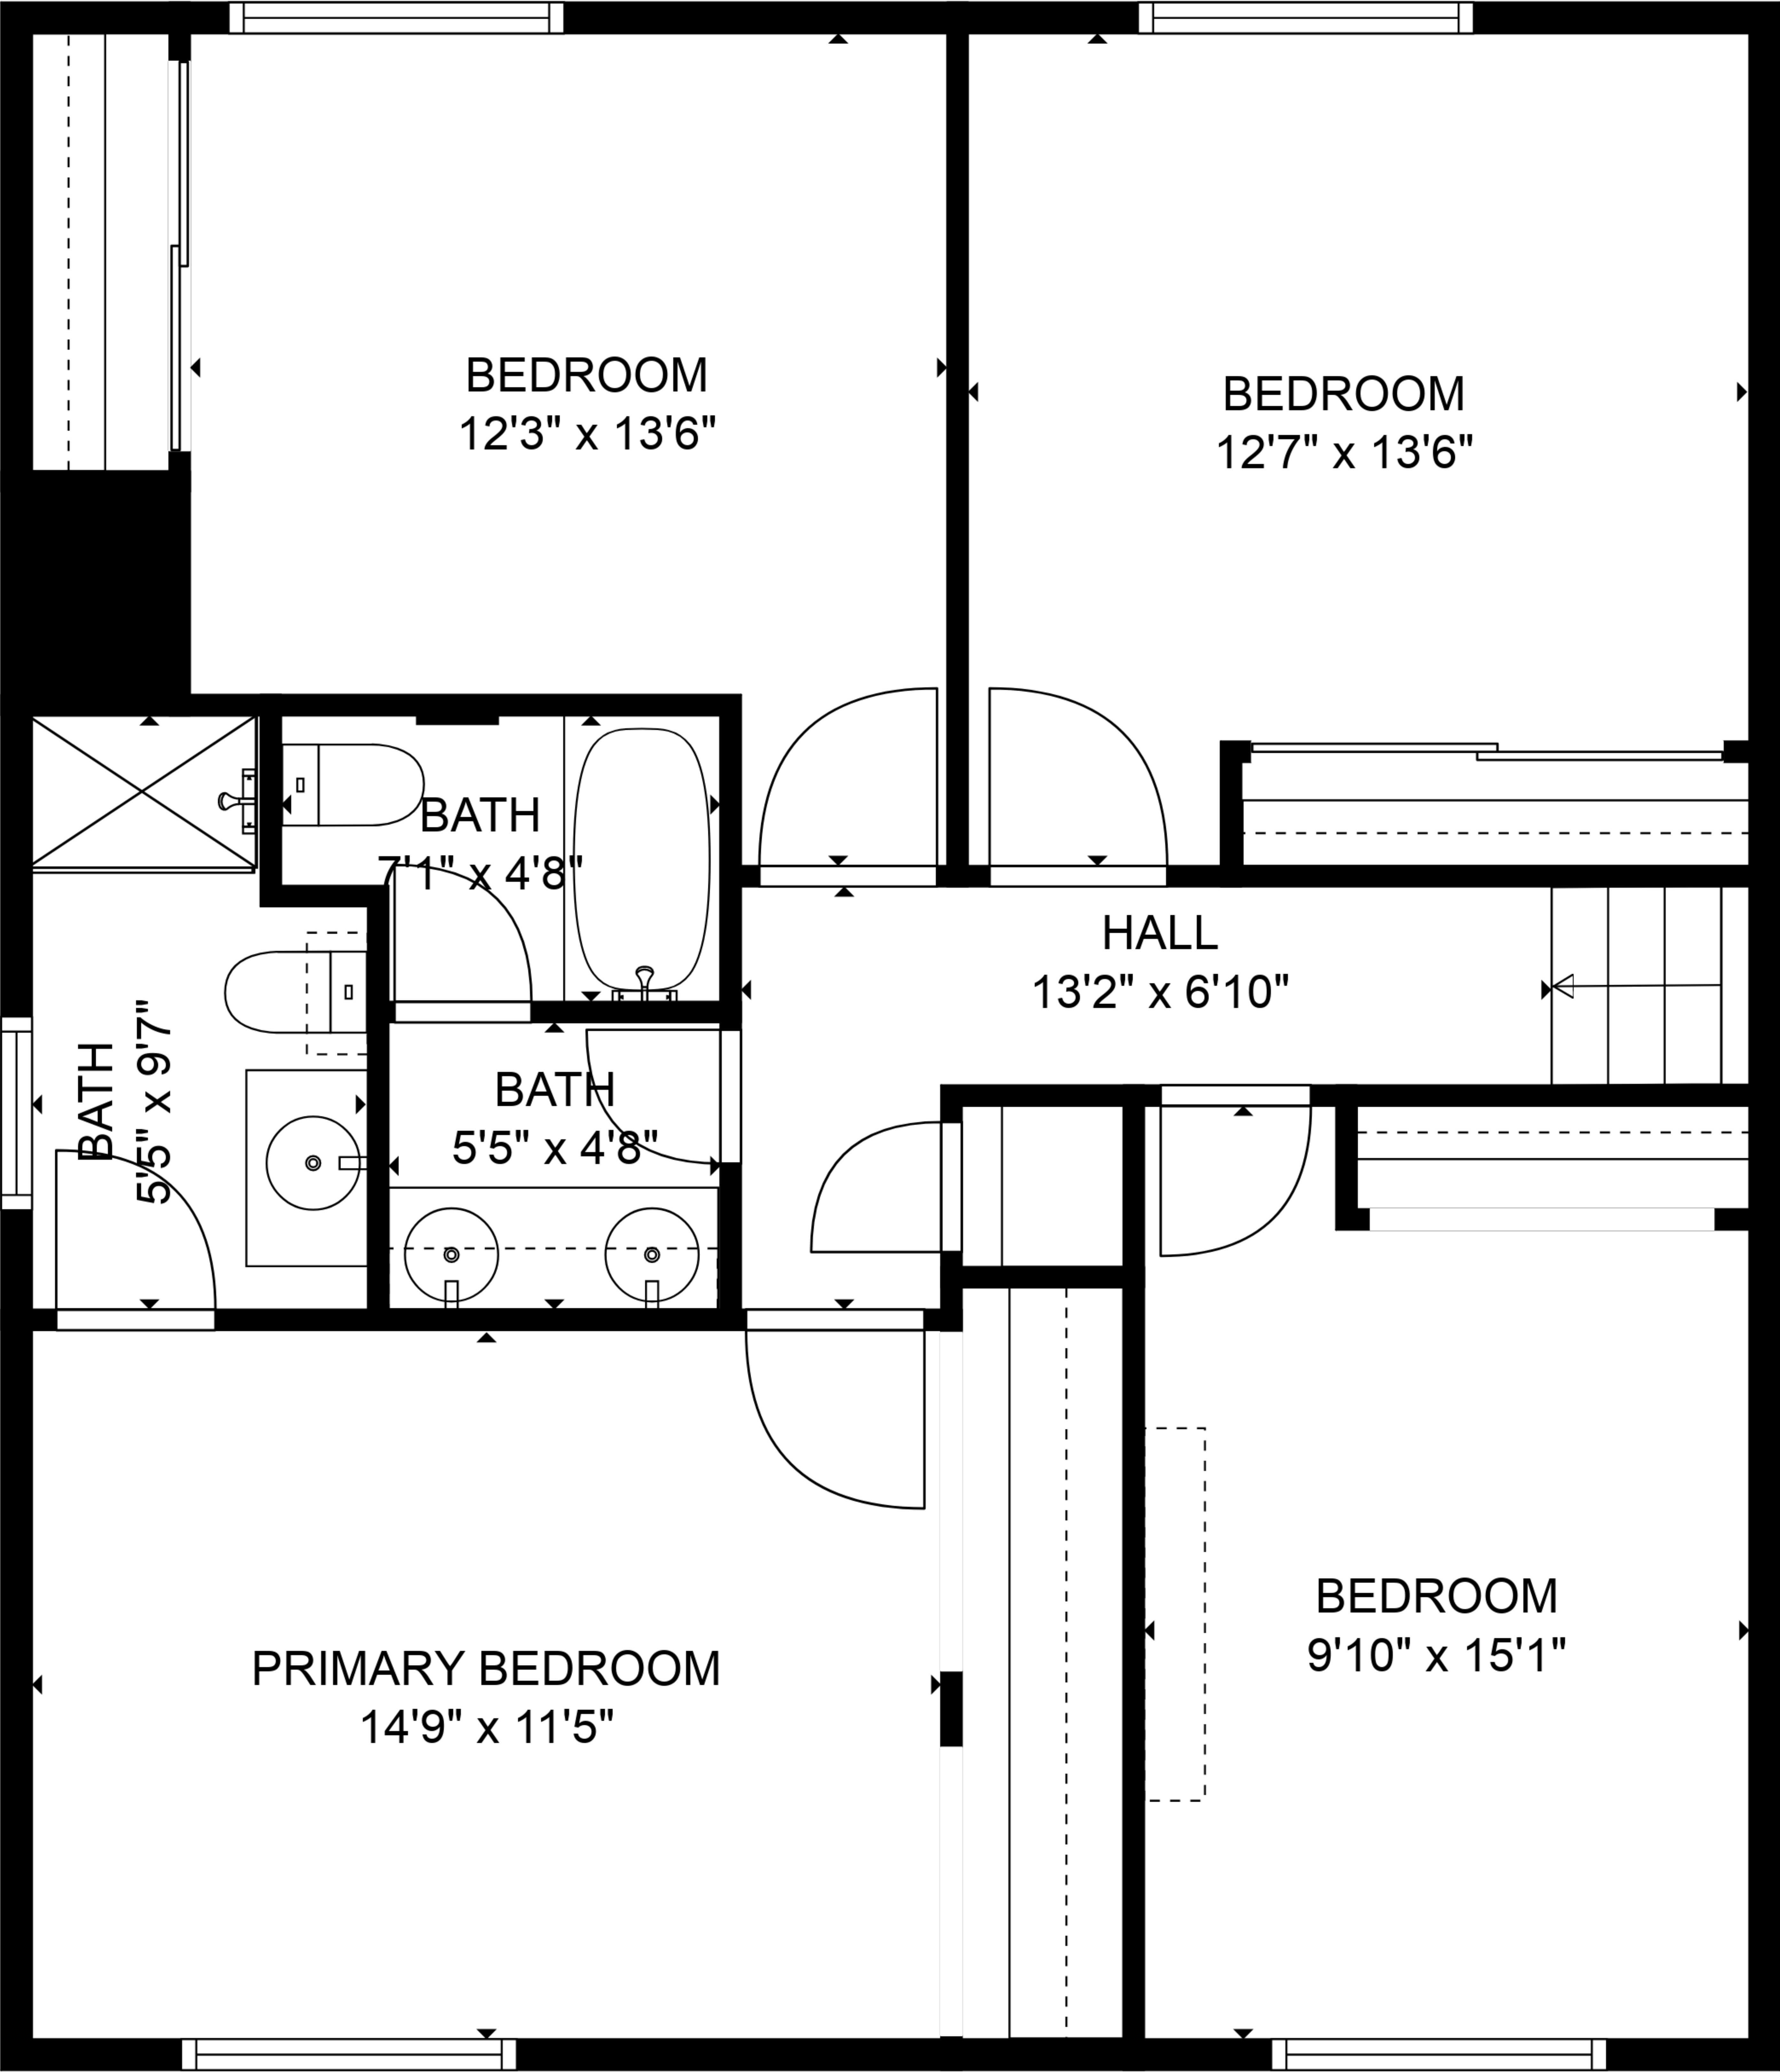 BEDROOM
12'3" x 13'6"
BEDROOM
12'7" x 13'6"
BATH
7'1" x 4'8"
HALL
13'2" x 6'10"
BATH
5'5" x 9'7"
BATH
5'5" x 4'8"
BEDROOM
9'10" x 15'1"
PRIMARY BEDROOM
14'9" x 11'5"